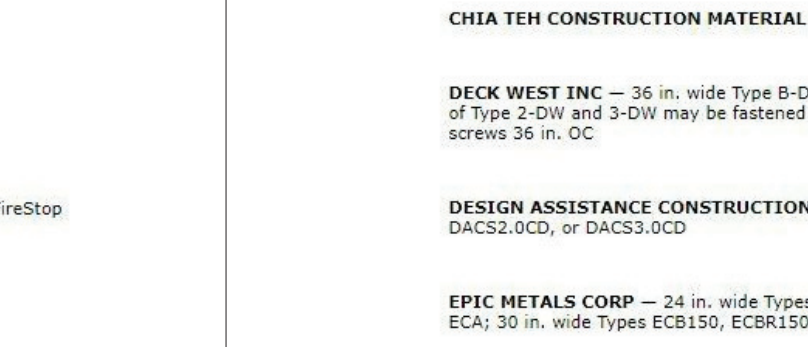 CHIA TEH CONSTRUCTION MATERIAL
DECK WEST INC — 36 in. wide Type B-D
of Type 2-DW and 3-DW may be fastened
screws 36 in. OC
ireStop
DESIGN ASSISTANCE CONSTRUCTION
DACS2.0CD, or DACS3.0CD
EPIC METALS CORP — 24 in. wide Types
ECA; 30 in. wide Types ECB150, ECBR150